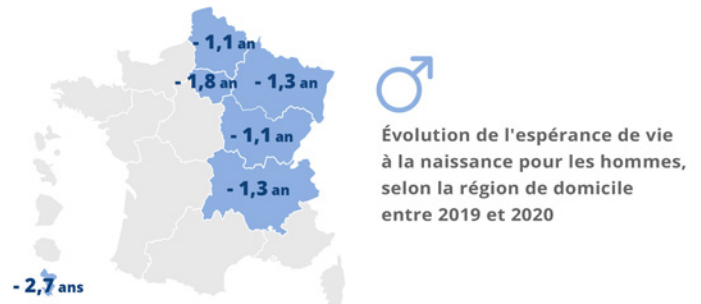 - 1,1 an
- 1,8 an
- 1,3 an
- 1,1 an
- 1,3 an
- 2,7 ans
Évolution de l'espérance de vie
à la naissance pour les hommes,
selon la région de domicile
entre 2019 et 2020